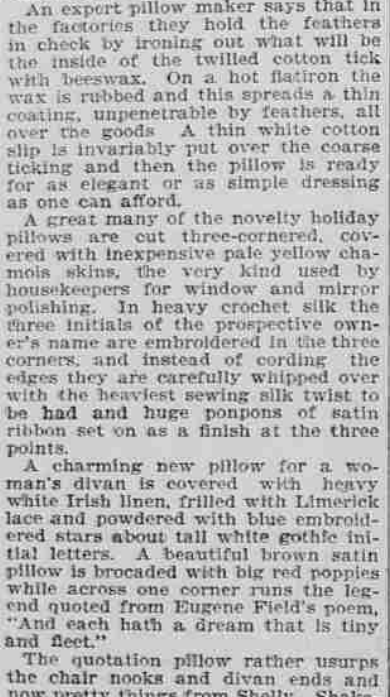 An expert pillow maker says that in
the factories they hold the feathers
in check by ironing out what will be
the inside of the twilled cotton tick
with beeswax. On a hot flatiron the
wax is rubbed and this spreads a thin
coating, unpenetrable by feathers, all
over the goods A thin white cotton
slip is invariably put over the coarse
ticking and then the pillow is ready
for as elegant or as simple dressing
as one can afford.
A great many of the novelty holiday
pillows are cut three-cornered, cov-
ered with inexpensive pale yellow cha-
mois skins, the very kind used by
housekeepers for window and mirror
polishing. In heavy crochet silk the
three initials of the prospective own-
er's name are embroidered in the three
corners, and instead of cording the
edges they are carefully whipped over
with the heaviest sewing silk twist to
be had and huge ponpons of satin
ribbon set on as a finish at the three
points.
A charming new pillow for a wo-
man's divan is covered with heavy
white Irish linen, frilled with Limerick
lace and powdered with blue embroid-
ered stars about tall white gothic ini-
tial letters. A beautiful brown satin
pillow is brocaded with big red poppies
while across one corner runs the leg-
end quoted from Eugene Field's poem,
"And each hath a dream that is tiny
and fleet."
The quotation pillow rather usurps
the chair nooks and divan ends and
now pretty things from Shelly, Shakes-